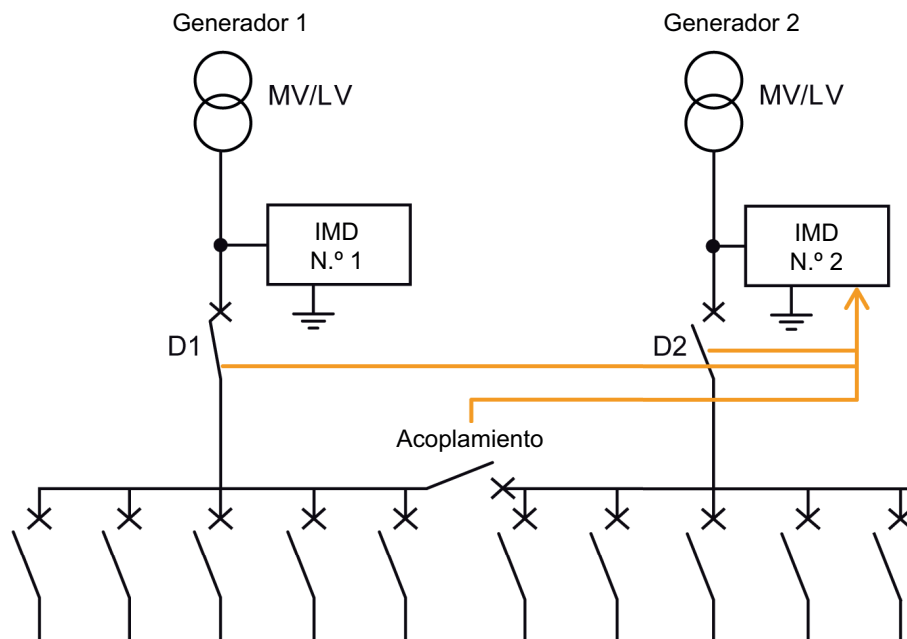 Generador 1
Generador 2
MV/LV
MV/LV
IMD
N.º 1
IMD
N.º 2
D1
D2
Acoplamiento